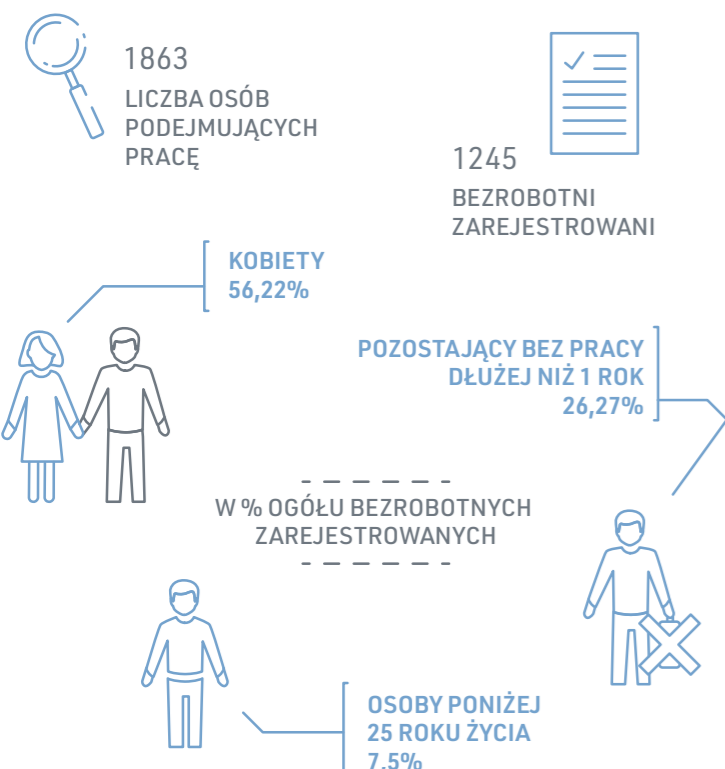 1863
LICZBA OSÓB
PODEJMUJĄCYCH
PRACĘ
1245
BEZROBOTNI
ZAREJESTROWANI
KOBIETY
56,22%
POZOSTAJĄCY BEZ PRACY
DŁUŻEJ NIŻ 1 ROK
26,27%
W % OGÓŁU BEZROBOTNYCH
ZAREJESTROWANYCH
OSOBY PONIŻEJ
25 ROKU ŻYCIA
7,5%